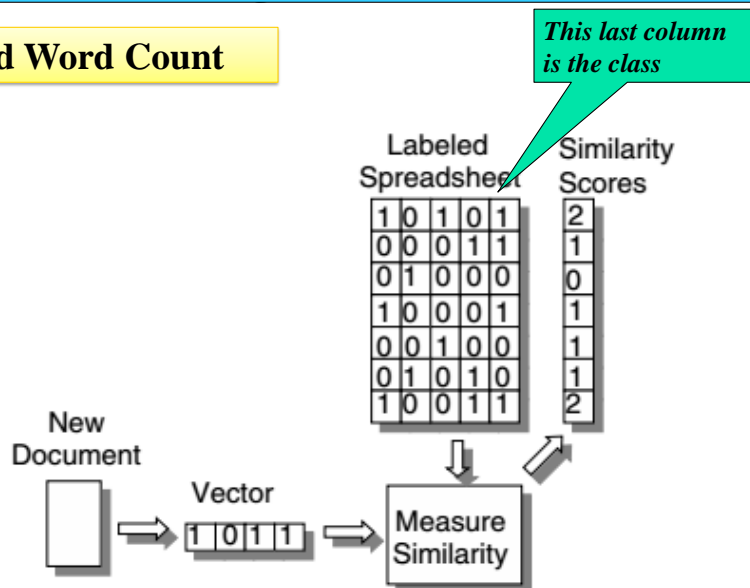 d Word Count
This last column
is the class
Labeled
Spreadsheet
Similarity
Scores
1 0 1 0 1
2
0 0 0 1 1
1
0 1 0 0 0
0
1 0 0 0 1
1
0 0 1 0 0
1
0 1 0 1 0
1
1 0 0 1 1
2
New
Document
Vector
1 0 1 1
Measure
Similarity